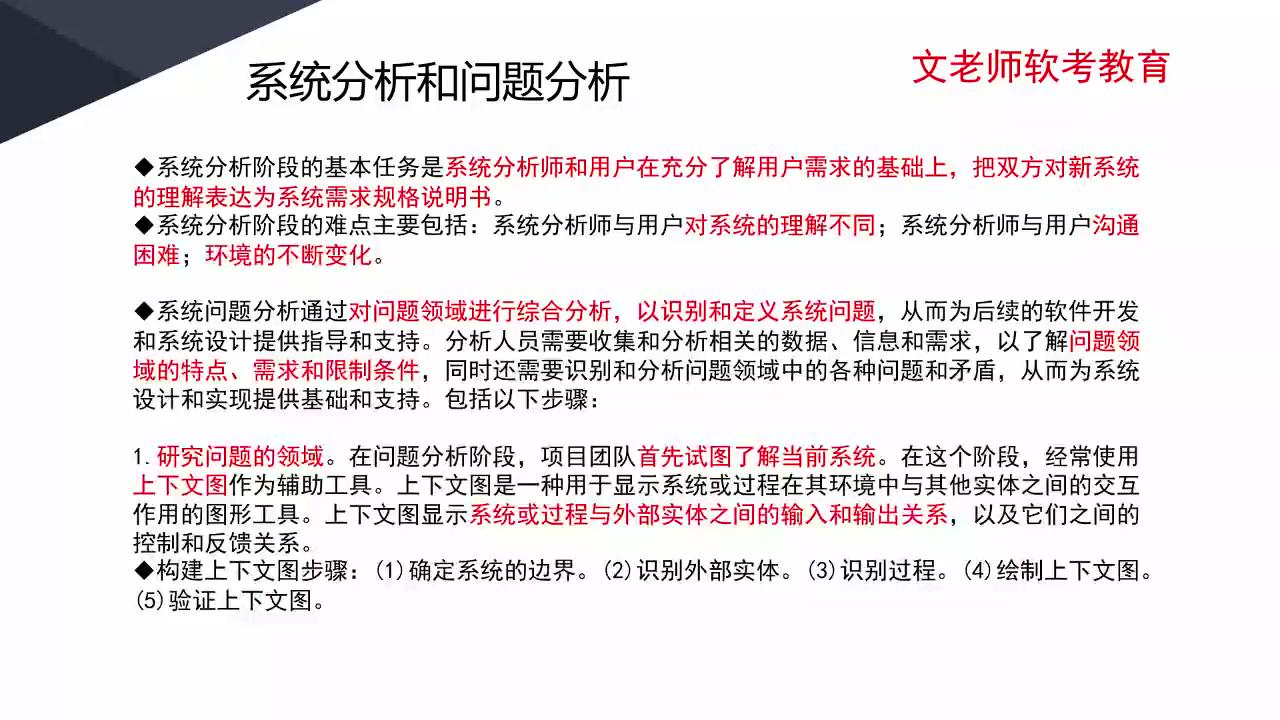 系统分析和问题分析
文老师软考教育
◆系统分析阶段的基本任务是系统分析师和用户在充分了解用户需求的基础上，把双方对新系统
的理解表达为系统需求规格说明书。
◆系统分析阶段的难点主要包括：系统分析师与用户对系统的理解不同；系统分析师与用户沟通
困难；环境的不断变化。
◆系统问题分析通过对问题领域进行综合分析，以识别和定义系统问题，从而为后续的软件开发
和系统设计提供指导和支持。分析人员需要收集和分析相关的数据、信息和需求，以了解问题领
域的特点、需求和限制条件，同时还需要识别和分析问题领域中的各种问题和矛盾，从而为系统
设计和实现提供基础和支持。包括以下步骤：
1.研究问题的领域。在问题分析阶段，项目团队首先试图了解当前系统。在这个阶段，经常使用
上下文图作为辅助工具。上下文图是一种用于显示系统或过程在其环境中与其他实体之间的交互
作用的图形工具。上下文图显示系统或过程与外部实体之间的输入和输出关系，以及它们之间的
控制和反馈关系。
◆构建上下文图步骤：(1)确定系统的边界。(2)识别外部实体。(3)识别过程。(4)绘制上下文图。
(5)验证上下文图。